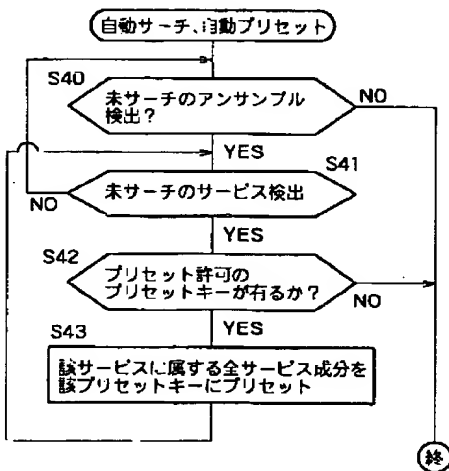 自動サーチ、自動プリセット
S40
未サーチのアンサンプル
検出?
NO
YES
S41
未サーチのサービス検出
NO
YES
S42
プリセット許可の
プリセットキーが有るか?
NO
YES
S43
該サービスに属する全サービス成分を
該プリセットキーにプリセット
終